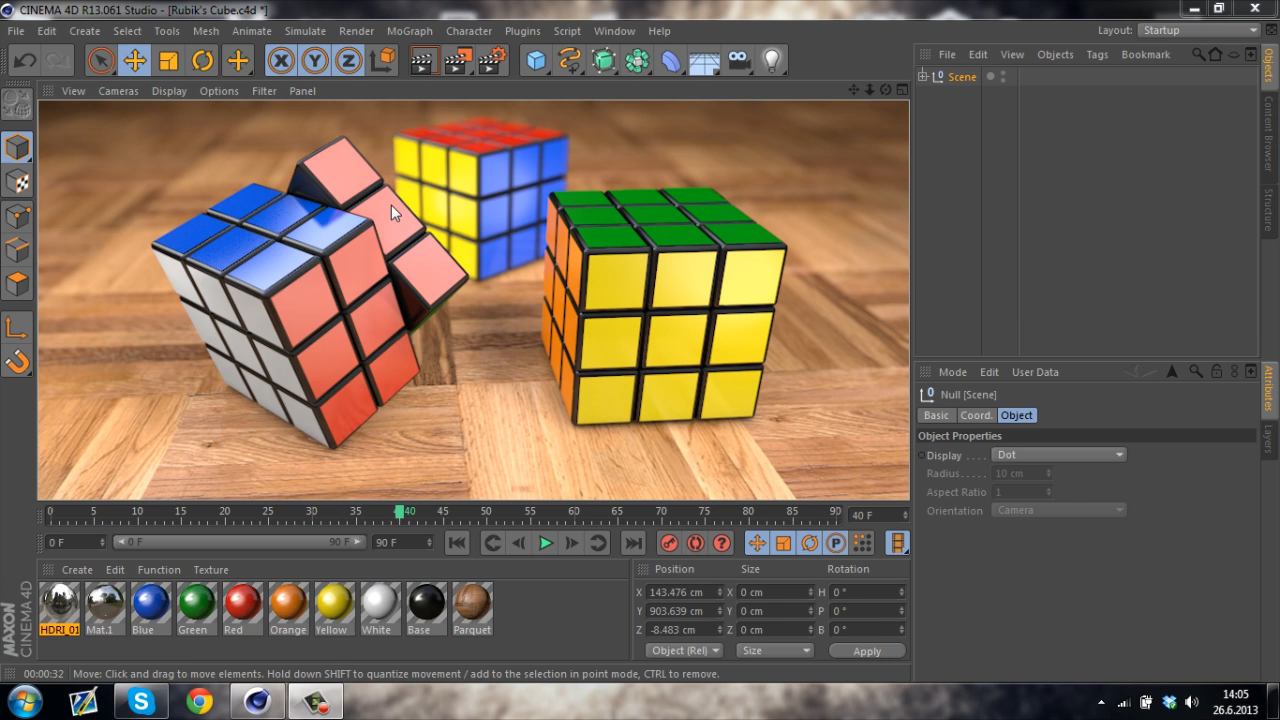 CINEMA 4D R13.061 Studio - [Rubik's Cube.c4d *]
File Edit Create Select Tools Mesh Animate Simulate Render MoGraph Character Plugins Script Window Help
Layout: Startup
X Y Z
File Edit View Objects Tags Bookmark
View Cameras Display Options Filter Panel
Scene
Objects
Content Browser
Structure
Mode Edit User Data
Null [Scene]
Basic Coord. Object
Object Properties
Display Dot
Radius 10 cm
Aspect Ratio 1
Orientation Camera
Attributes
Layers
0 5 10 15 20 25 30 35 40 45 50 55 60 65 70 75 80 85 90
40 F
0 F 0 F 90 F 90 F
Create Edit Function Texture
HDRI_01 Mat.1 Blue Green Red Orange Yellow White Base Parquet
Position Size Rotation
X 143.476 cm X 0 cm H 0 °
Y 903.639 cm Y 0 cm P 0 °
Z -8.483 cm Z 0 cm B 0 °
Object (Rel) Size Apply
MAXON
CINEMA 4D
00:00:32 Move: Click and drag to move elements. Hold down SHIFT to quantize movement / add to the selection in point mode, CTRL to remove.
14:05
26.6.2013